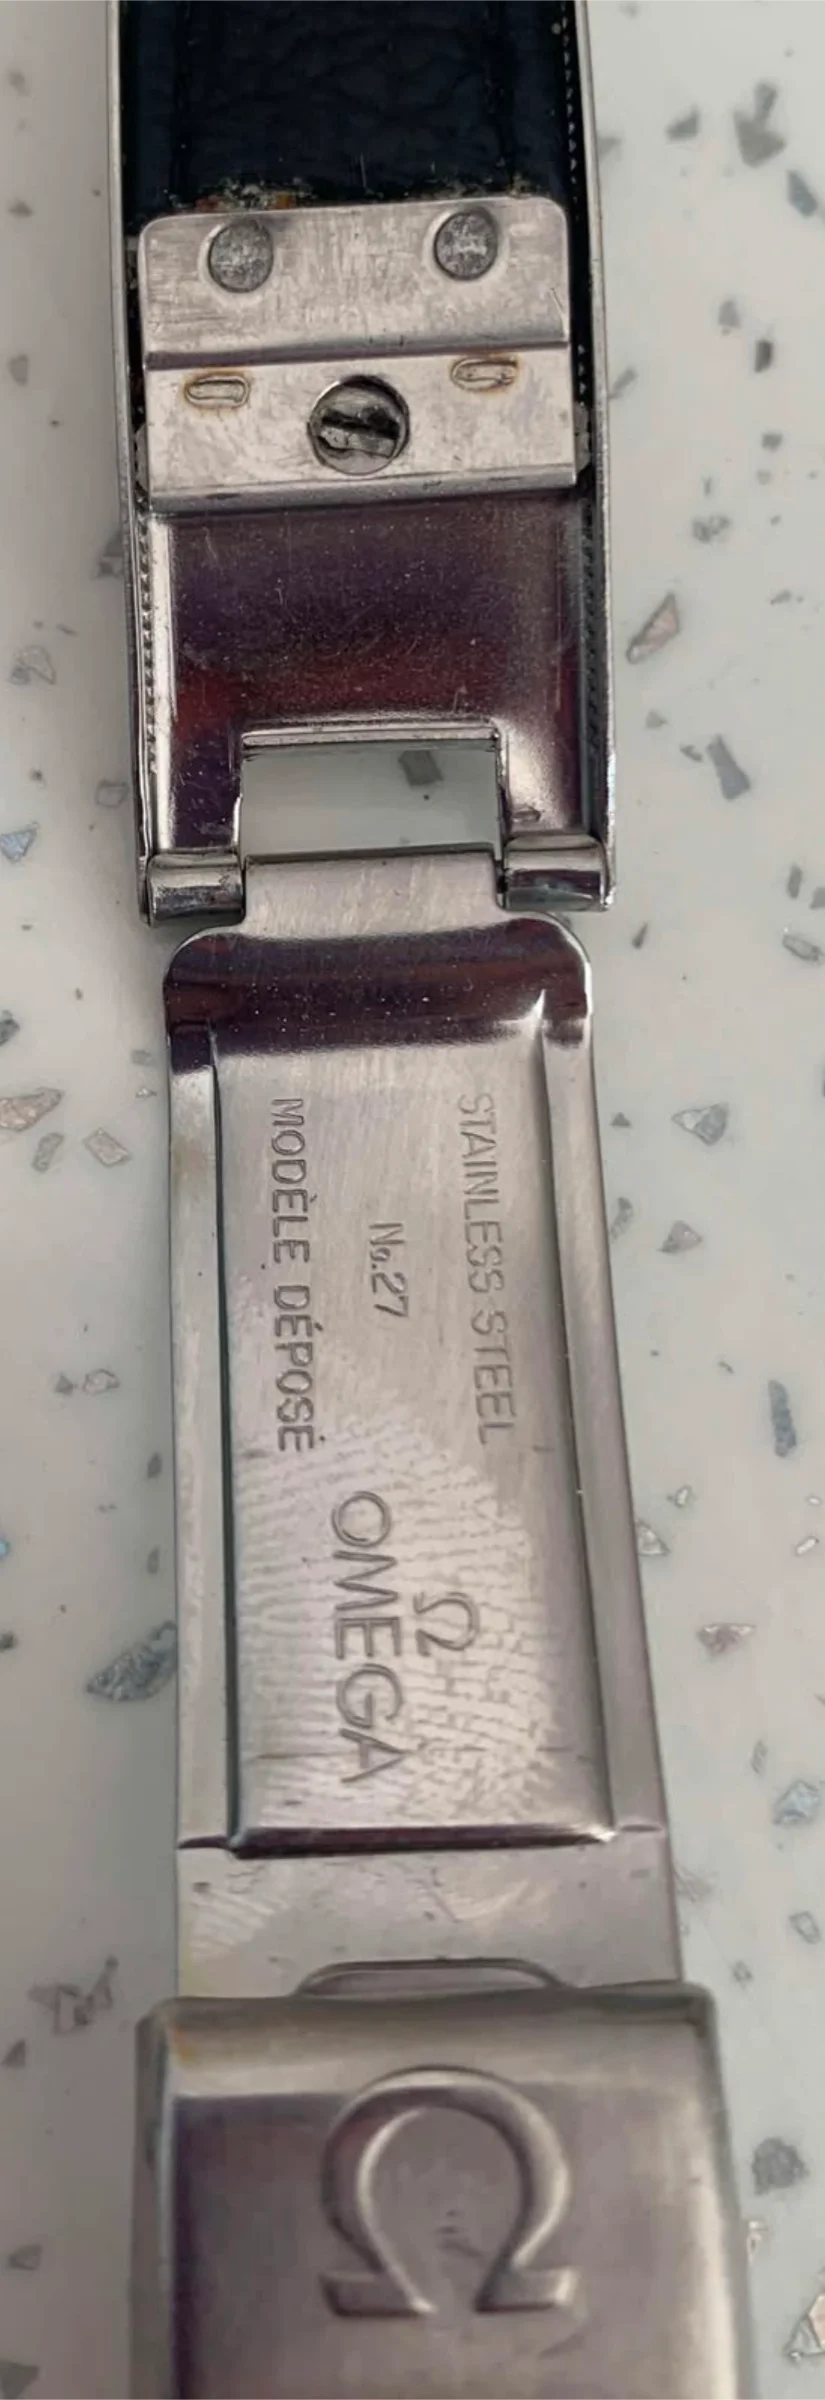 STAINLESS STEEL
No.27
MODÈLE DÉPOSÉ
Ω
OMEGA
Ω